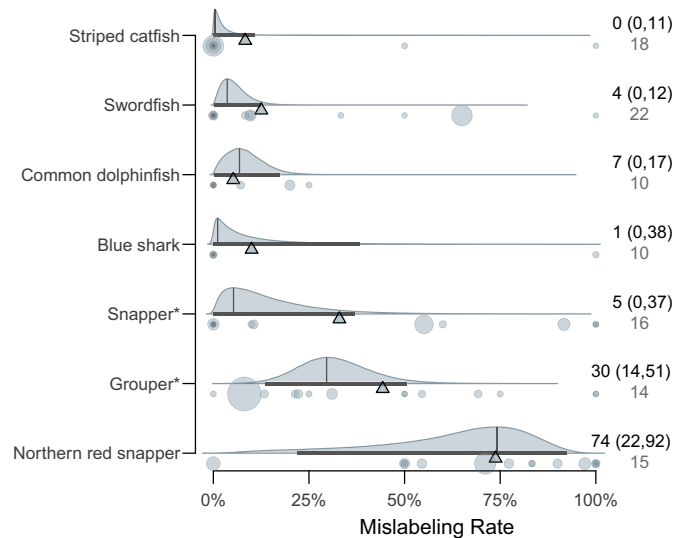 Striped catfish
0 (0,11)
18
Swordfish
4 (0,12)
22
Common dolphinfish
7 (0,17)
10
Blue shark
1 (0,38)
10
Snapper*
5 (0,37)
16
Grouper*
30 (14,51)
14
Northern red snapper
74 (22,92)
15
0% 25% 50% 75% 100%
Mislabeling Rate